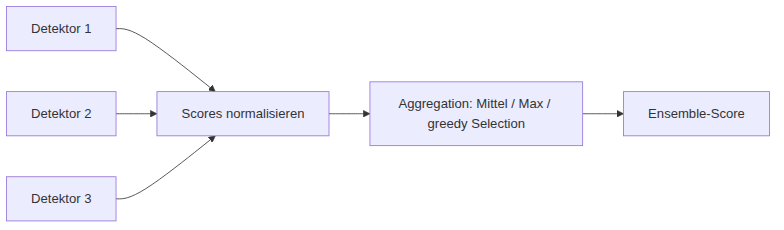 Detektor 1
Detektor 2
Detektor 3
Scores normalisieren
Aggregation: Mittel / Max /
greedy Selection
Ensemble-Score